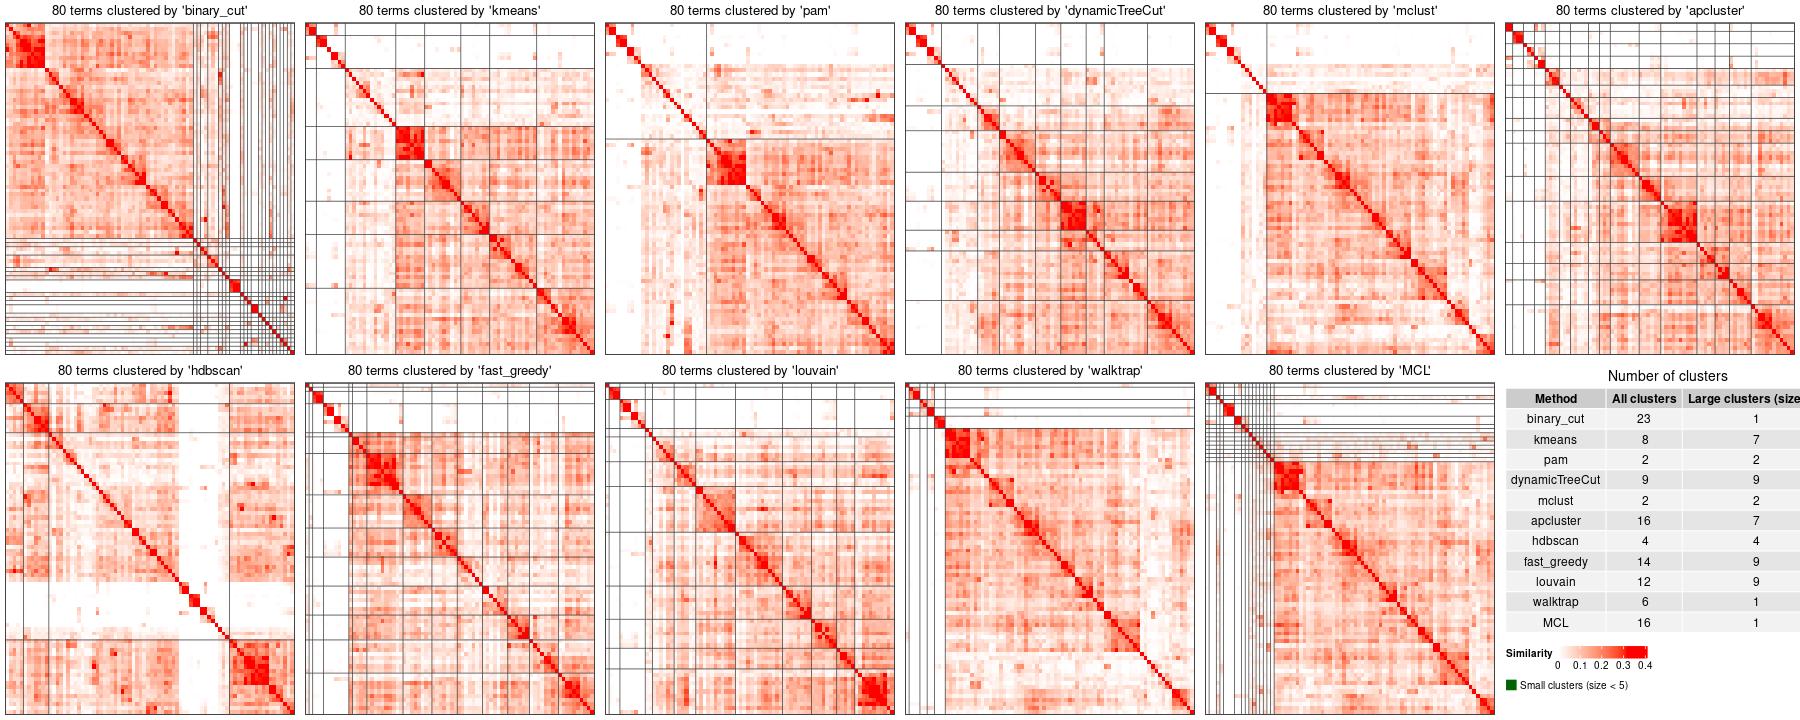 80 terms clustered by 'binary_cut'
80 terms clustered by 'kmeans'
80 terms clustered by 'pam'
80 terms clustered by 'dynamicTreeCut'
80 terms clustered by 'mclust'
80 terms clustered by 'apcluster'
80 terms clustered by 'hdbscan'
80 terms clustered by 'fast_greedy'
80 terms clustered by 'louvain'
80 terms clustered by 'walktrap'
80 terms clustered by 'MCL'
Number of clusters
Method All clusters Large clusters (size
binary_cut 23 1
kmeans 8 7
pam 2 2
dynamicTreeCut 9 9
mclust 2 2
apcluster 16 7
hdbscan 4 4
fast_greedy 14 9
louvain 12 9
walktrap 6 1
MCL 16 1
Similarity
0 0.1 0.2 0.3 0.4
Small clusters (size < 5)